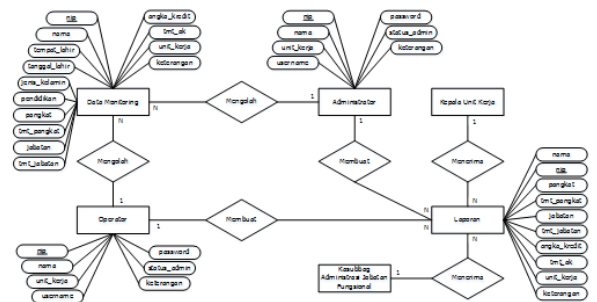 nip
nama
tempat_lahir
tanggal_lahir
jenis_kelamin
pendidikan
pangkat
tmt_pangkat
jabatan
tmt_jabatan
angka_kredit
tmt_ak
unit_kerja
keterangan
Data Monitoring
N
N
Mengolah
1
nip
nama
unit_kerja
username
password
status_admin
keterangan
Administrator
1
Kepala Unit Kerja
1
Mengolah
Membuat
Menerima
1
Operator
1
Membuat
N
N
N
N
Laporan
nip
nama
unit_kerja
username
password
status_admin
keterangan
Kasubbag
Administrasi Jabatan
Fungsional
1
Menerima
nama
nip
pangkat
tmt_pangkat
jabatan
tmt_jabatan
angka_kredit
tmt_ak
unit_kerja
keterangan